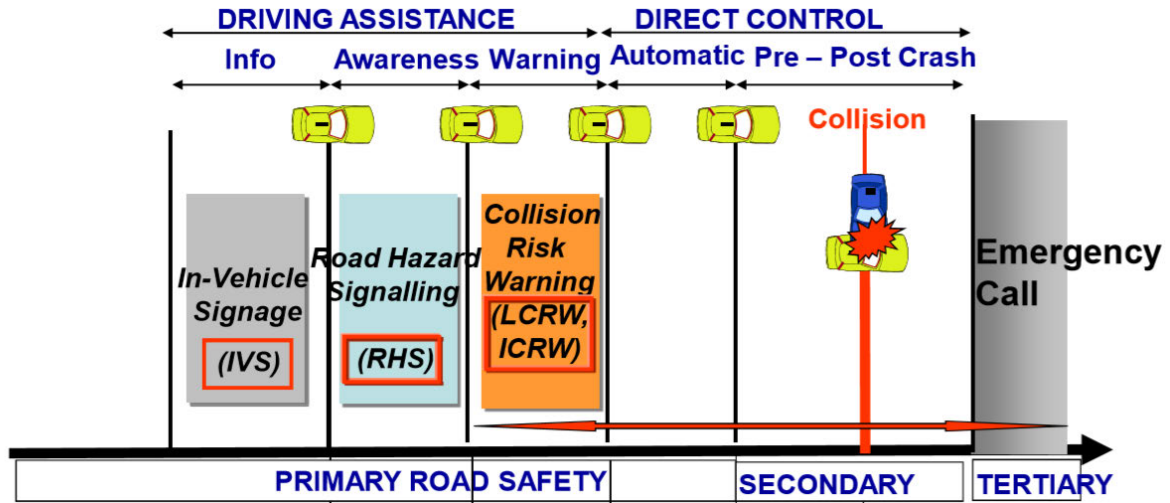 DRIVING ASSISTANCE
DIRECT CONTROL
Info
Awareness
Warning
Automatic
Pre – Post Crash
Collision
In-Vehicle
Signage
(IVS)
Road Hazard
Signalling
(RHS)
Collision
Risk
Warning
(LCRW,
ICRW)
Emergency
Call
PRIMARY ROAD SAFETY
SECONDARY
TERTIARY